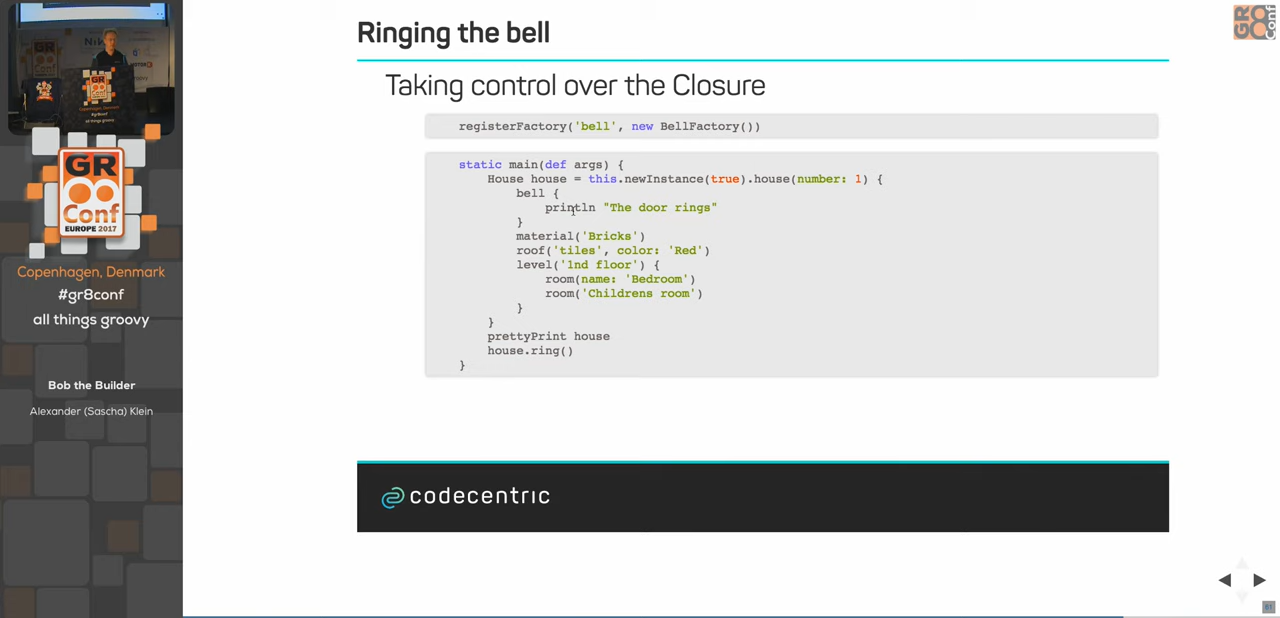 Ringing the bell
Taking control over the Closure
registerFactory('bell', new BellFactory())
static main(def args) {
House house = this.newInstance(true).house(number: 1) {
bell {
println "The door rings"
}
material('Bricks')
roof('tiles', color: 'Red')
level('1nd floor') {
room(name: 'Bedroom')
room('Childrens room')
}
}
prettyPrint house
house.ring()
}
codecentric
GR8Conf
GR
Conf
EUROPE 2017
Copenhagen, Denmark
#gr8conf
all things groovy
Bob the Builder
Alexander (Sascha) Klein